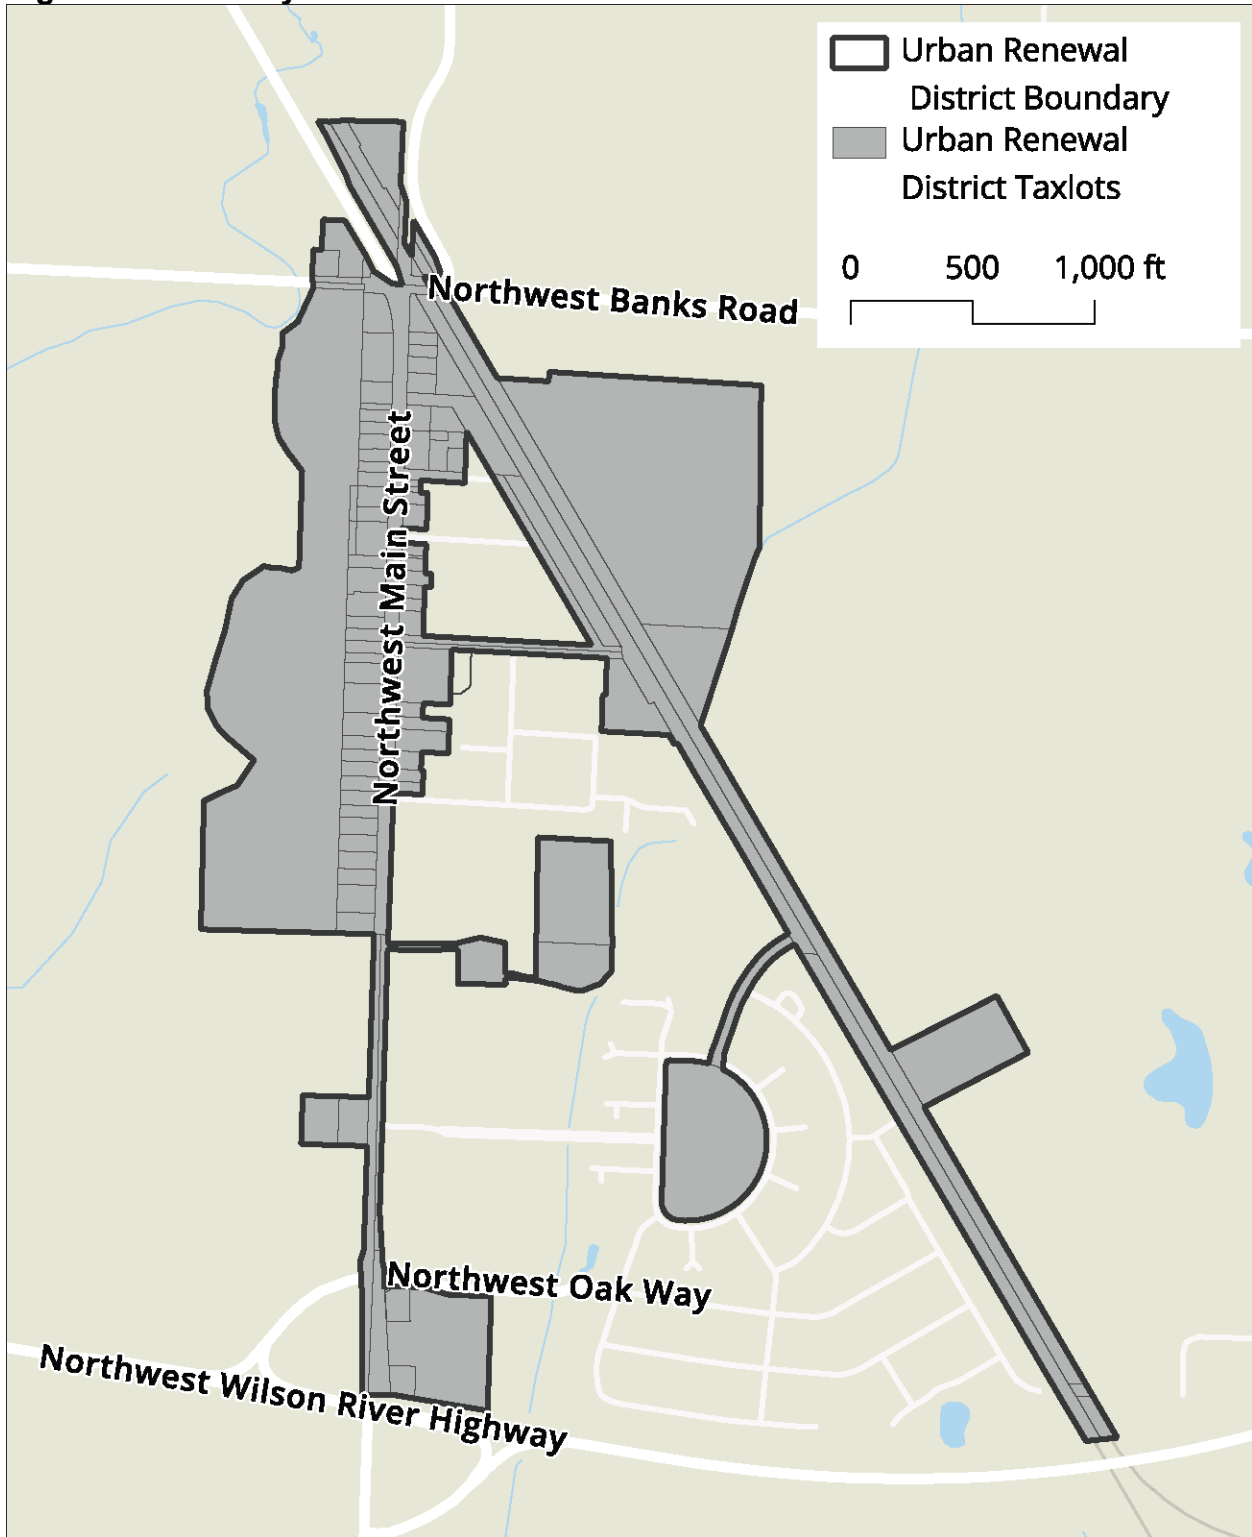 Urban Renewal
District Boundary
Urban Renewal
District Taxlots
0 500 1,000 ft
Northwest Banks Road
Northwest Main Street
Northwest Oak Way
Northwest Wilson River Highway